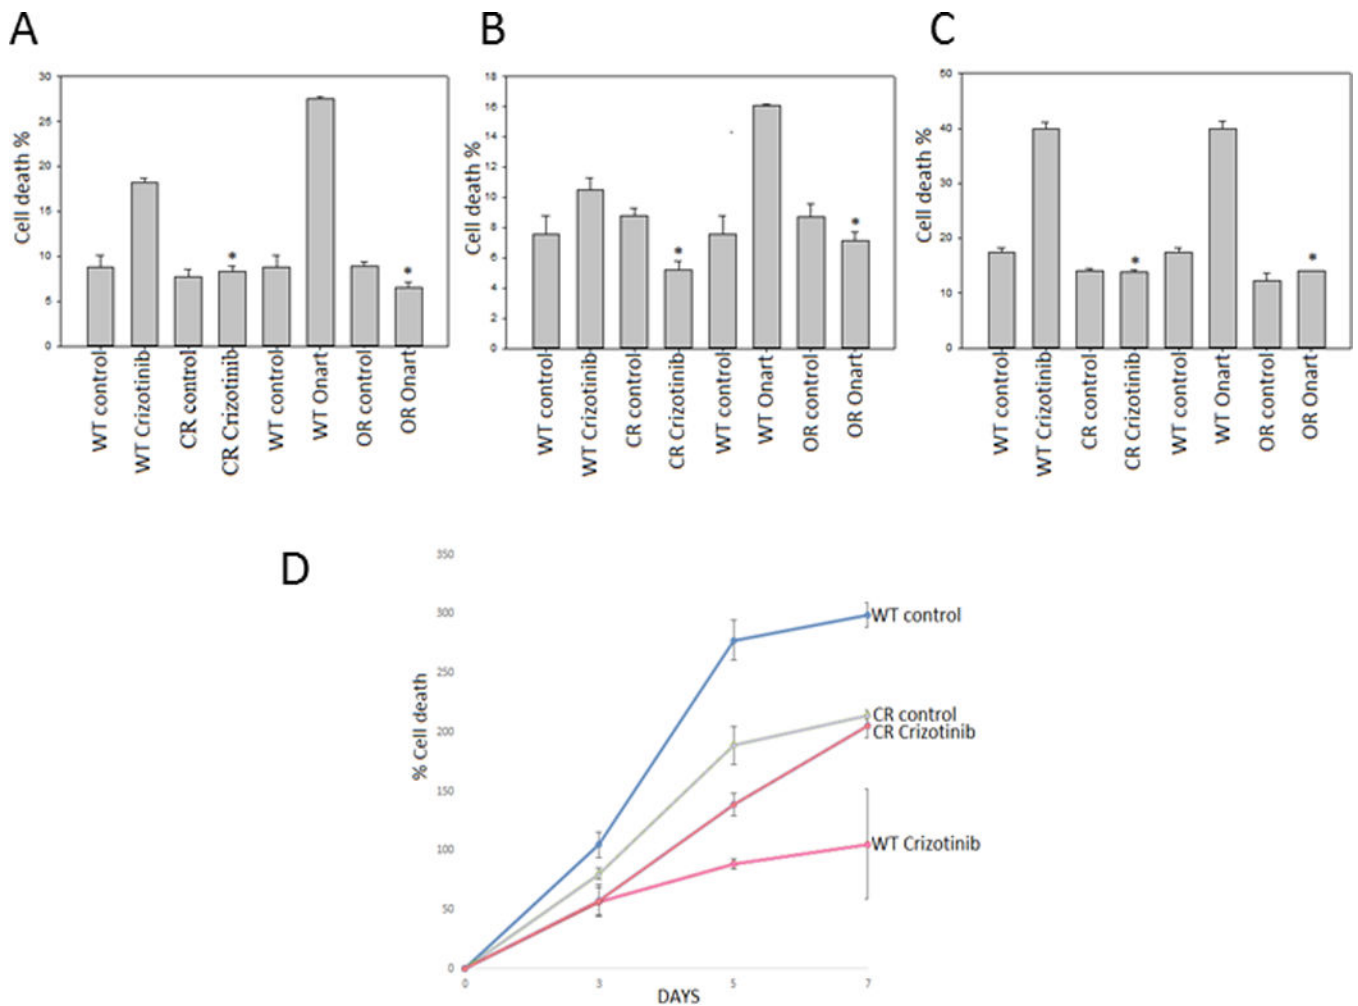 A
B
C
Cell death %
30
25
20
15
10
5
0
*
*
WT control
WT Crizotinib
CR control
CR Crizotinib
WT control
WT Onart
OR control
OR Onart
Cell death %
18
16
14
12
10
8
6
4
2
0
*
*
WT control
WT Crizotinib
CR control
CR Crizotinib
WT control
WT Onart
OR control
OR Onart
Cell death %
50
40
30
20
10
0
*
*
WT control
WT Crizotinib
CR control
CR Crizotinib
WT control
WT Onart
OR control
OR Onart
D
% Cell death
350
300
250
200
150
100
50
0
WT control
CR control
CR Crizotinib
WT Crizotinib
0 3 5 7
DAYS